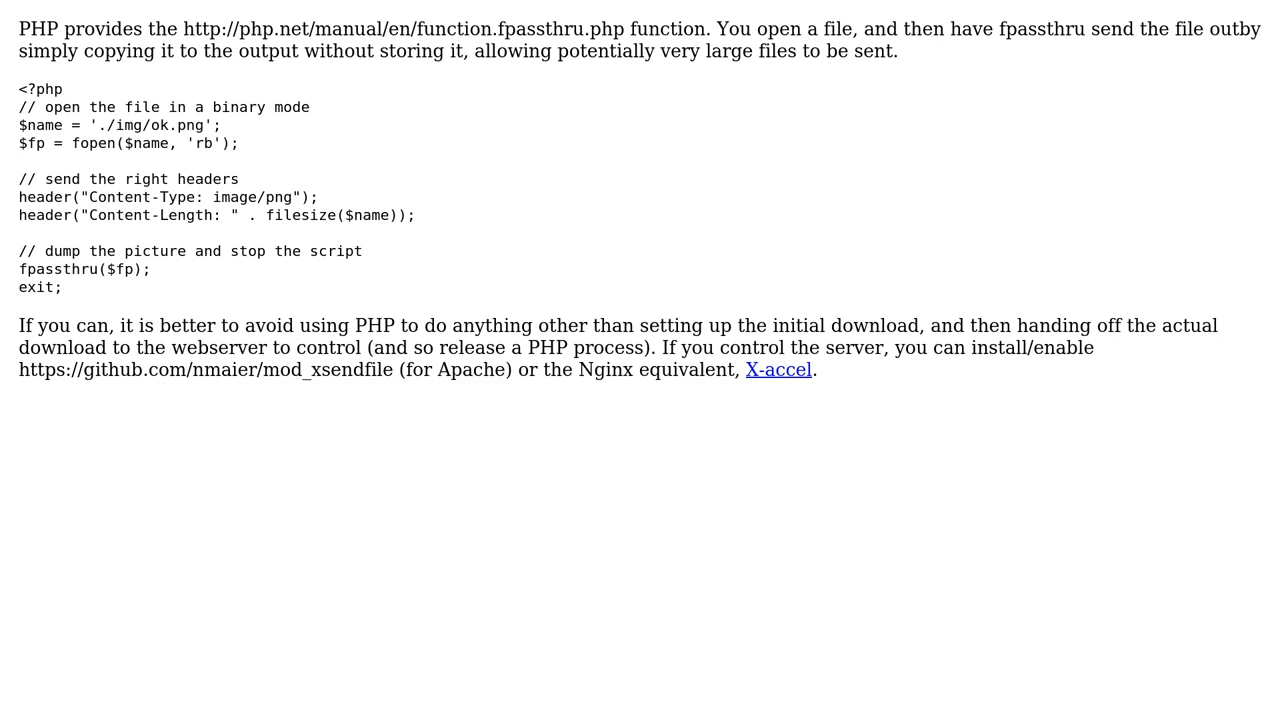 PHP provides the http://php.net/manual/en/function.fpassthru.php function. You open a file, and then have fpassthru send the file outby
simply copying it to the output without storing it, allowing potentially very large files to be sent.
<?php
// open the file in a binary mode
$name = './img/ok.png';
$fp = fopen($name, 'rb');
// send the right headers
header("Content-Type: image/png");
header("Content-Length: " . filesize($name));
// dump the picture and stop the script
fpassthru($fp);
exit;
If you can, it is better to avoid using PHP to do anything other than setting up the initial download, and then handing off the actual
download to the webserver to control (and so release a PHP process). If you control the server, you can install/enable
https://github.com/nmaier/mod_xsendfile (for Apache) or the Nginx equivalent, X-accel.